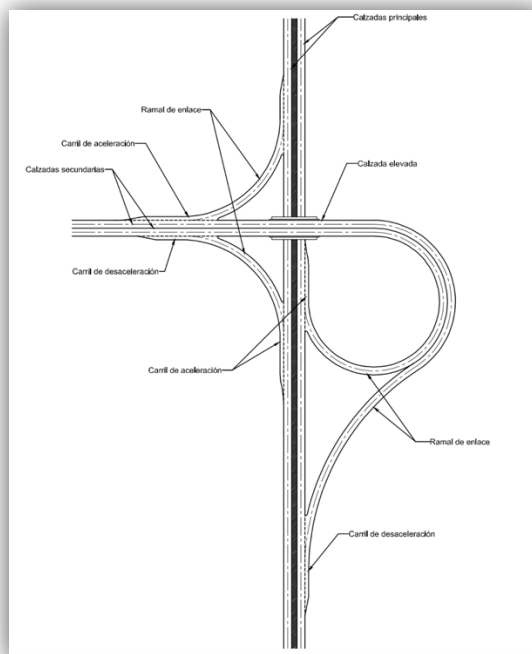 Calzadas principales
Ramal de enlace
Carril de aceleración
Calzadas secundarias
Calzada elevada
Carril de desaceleración
Carril de aceleración
Ramal de enlace
Carril de desaceleración